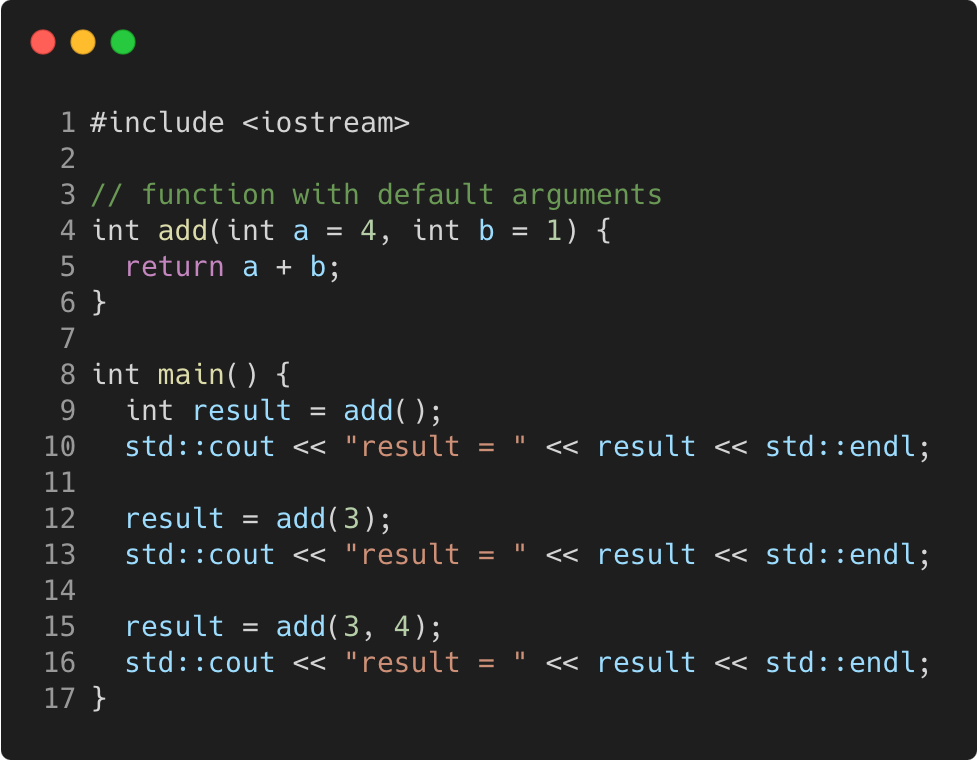 1 #include <iostream>
2
3 // function with default arguments
4 int add(int a = 4, int b = 1) {
5   return a + b;
6 }
7
8 int main() {
9   int result = add();
10   std::cout << "result = " << result << std::endl;
11
12   result = add(3);
13   std::cout << "result = " << result << std::endl;
14
15   result = add(3, 4);
16   std::cout << "result = " << result << std::endl;
17 }